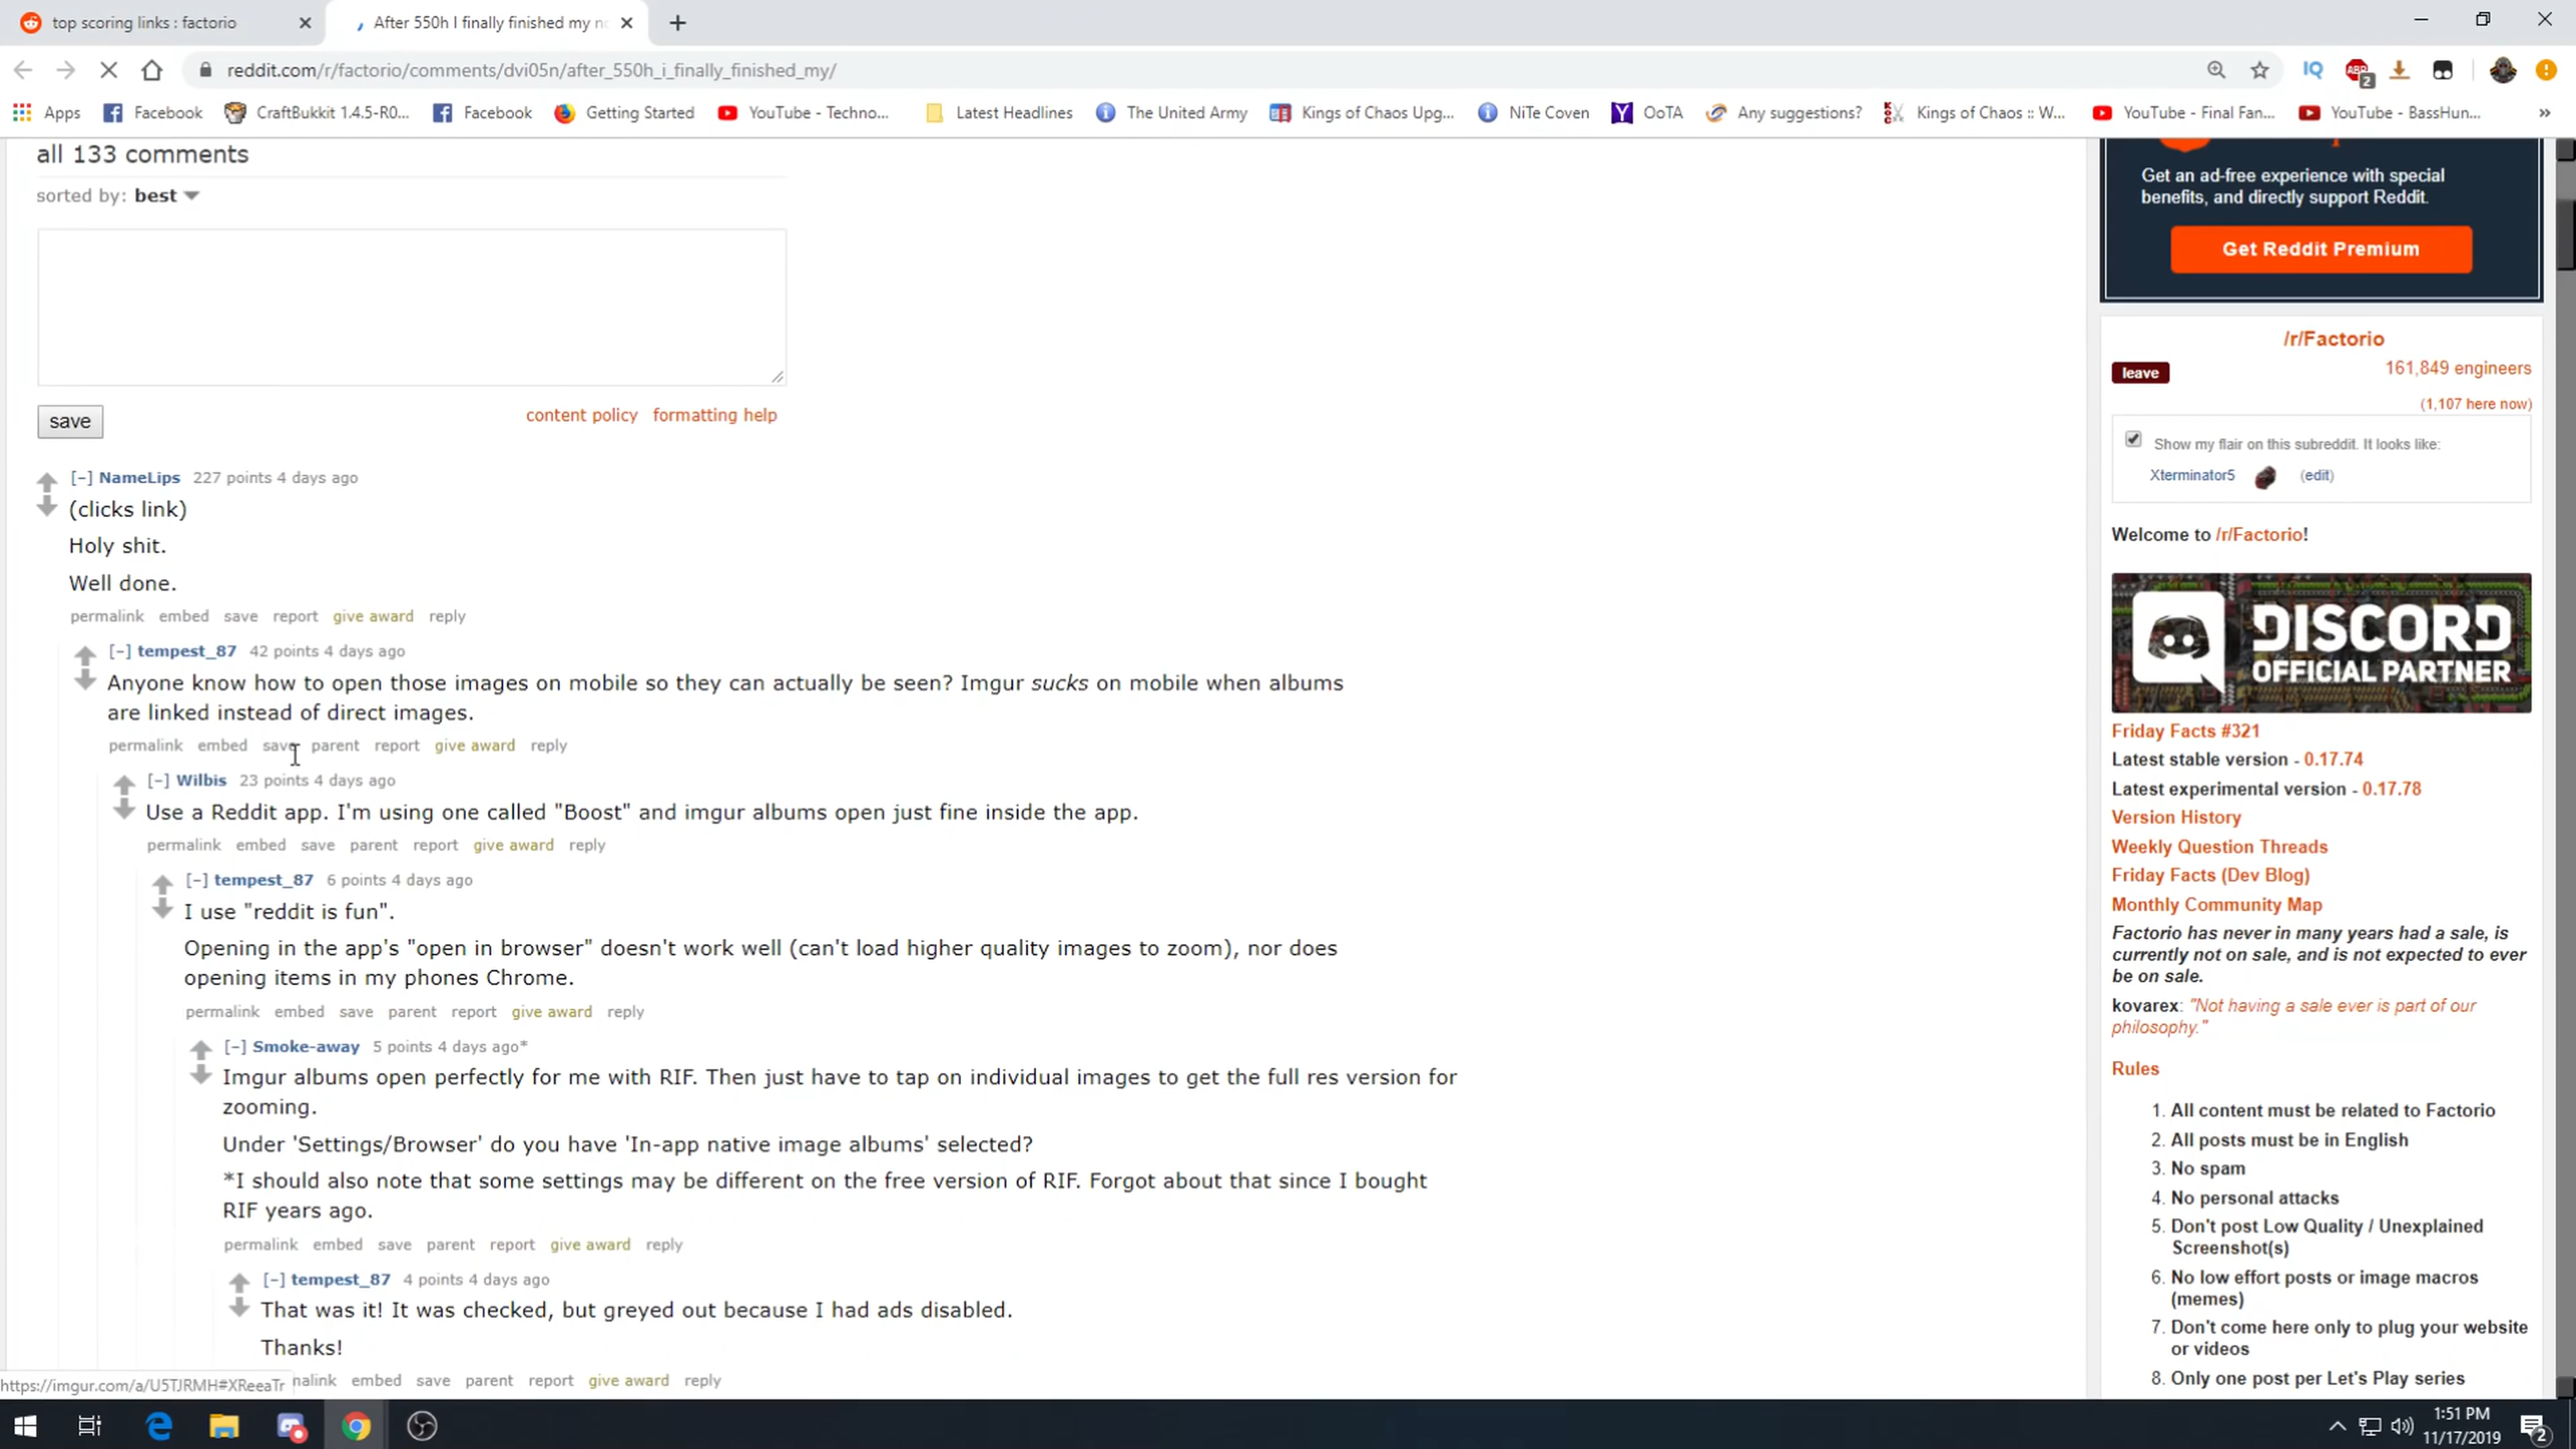 top scoring links : factorio
After 550h I finally finished my no
reddit.com/r/factorio/comments/dvi05n/after_550h_i_finally_finished_my/
IQ
ABP
2
Apps
Facebook
CraftBukkit 1.4.5-R0...
Facebook
Getting Started
YouTube - Techno...
Latest Headlines
The United Army
Kings of Chaos Upg...
NiTe Coven
OoTA
Any suggestions?
Kings of Chaos :: W...
YouTube - Final Fan...
YouTube - BassHun...
»
all 133 comments
sorted by: best
save
content policy formatting help
[-] NameLips 227 points 4 days ago
(clicks link)
Holy shit.
Well done.
permalink embed save report give award reply
[-] tempest_87 42 points 4 days ago
Anyone know how to open those images on mobile so they can actually be seen? Imgur sucks on mobile when albums
are linked instead of direct images.
permalink embed save parent report give award reply
[-] Wilbis 23 points 4 days ago
Use a Reddit app. I'm using one called "Boost" and imgur albums open just fine inside the app.
permalink embed save parent report give award reply
[-] tempest_87 6 points 4 days ago
I use "reddit is fun".
Opening in the app's "open in browser" doesn't work well (can't load higher quality images to zoom), nor does
opening items in my phones Chrome.
permalink embed save parent report give award reply
[-] Smoke-away 5 points 4 days ago*
Imgur albums open perfectly for me with RIF. Then just have to tap on individual images to get the full res version for
zooming.
Under 'Settings/Browser' do you have 'In-app native image albums' selected?
*I should also note that some settings may be different on the free version of RIF. Forgot about that since I bought
RIF years ago.
permalink embed save parent report give award reply
[-] tempest_87 4 points 4 days ago
That was it! It was checked, but greyed out because I had ads disabled.
Thanks!
https://imgur.com/a/U5TJRMH#XReeaTr nalink embed save parent report give award reply
Get an ad-free experience with special
benefits, and directly support Reddit.
Get Reddit Premium
/r/Factorio
leave
161,849 engineers
(1,107 here now)
Show my flair on this subreddit. It looks like:
Xterminator5 (edit)
Welcome to /r/Factorio!
DISCORD
OFFICIAL PARTNER
Friday Facts #321
Latest stable version - 0.17.74
Latest experimental version - 0.17.78
Version History
Weekly Question Threads
Friday Facts (Dev Blog)
Monthly Community Map
Factorio has never in many years had a sale, is
currently not on sale, and is not expected to ever
be on sale.
kovarex: "Not having a sale ever is part of our
philosophy."
Rules
1. All content must be related to Factorio
2. All posts must be in English
3. No spam
4. No personal attacks
5. Don't post Low Quality / Unexplained
Screenshot(s)
6. No low effort posts or image macros
(memes)
7. Don't come here only to plug your website
or videos
8. Only one post per Let's Play series
1:51 PM
11/17/2019
2